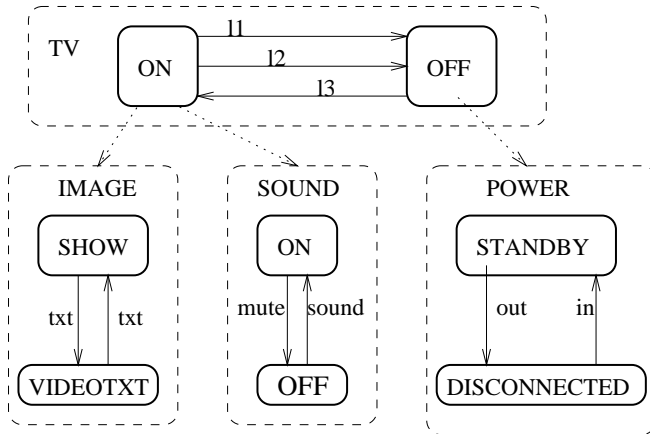 l1
TV
ON
l2
OFF
l3
IMAGE
SOUND
POWER
SHOW
ON
STANDBY
txt
txt
mute
sound
out
in
VIDEOTXT
OFF
DISCONNECTED